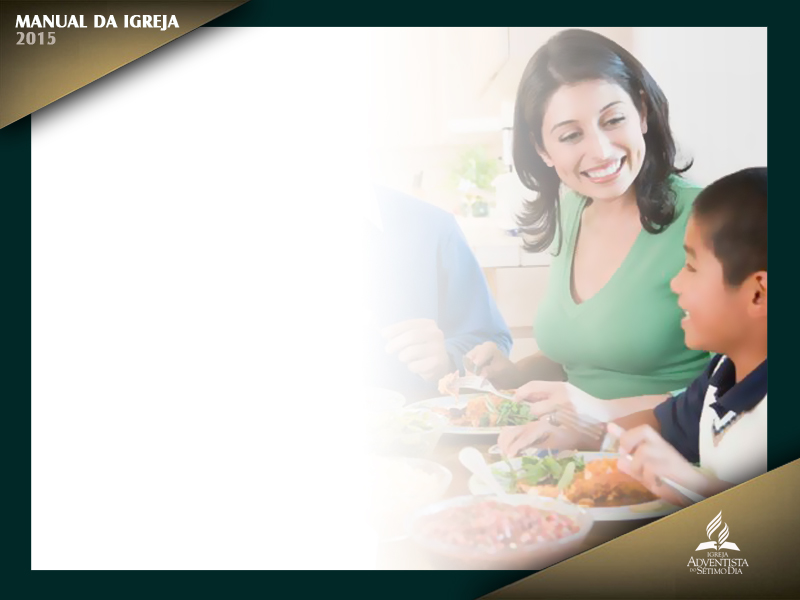 MANUAL DA IGREJA
2015
IGREJA
ADVENTISTA
DO SÉTIMO DIA